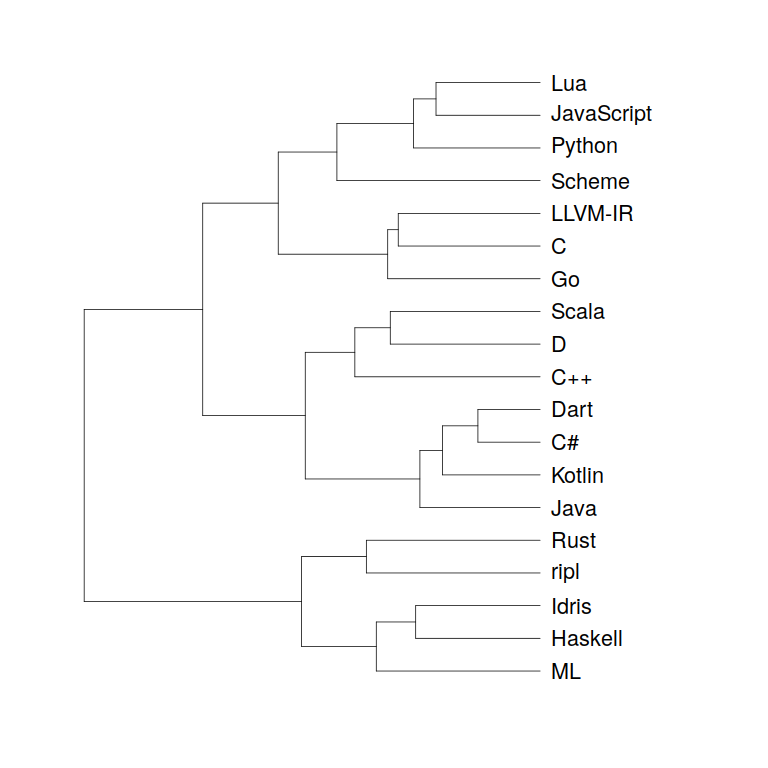 Lua
JavaScript
Python
Scheme
LLVM-IR
C
Go
Scala
D
C++
Dart
C#
Kotlin
Java
Rust
ripl
Idris
Haskell
ML